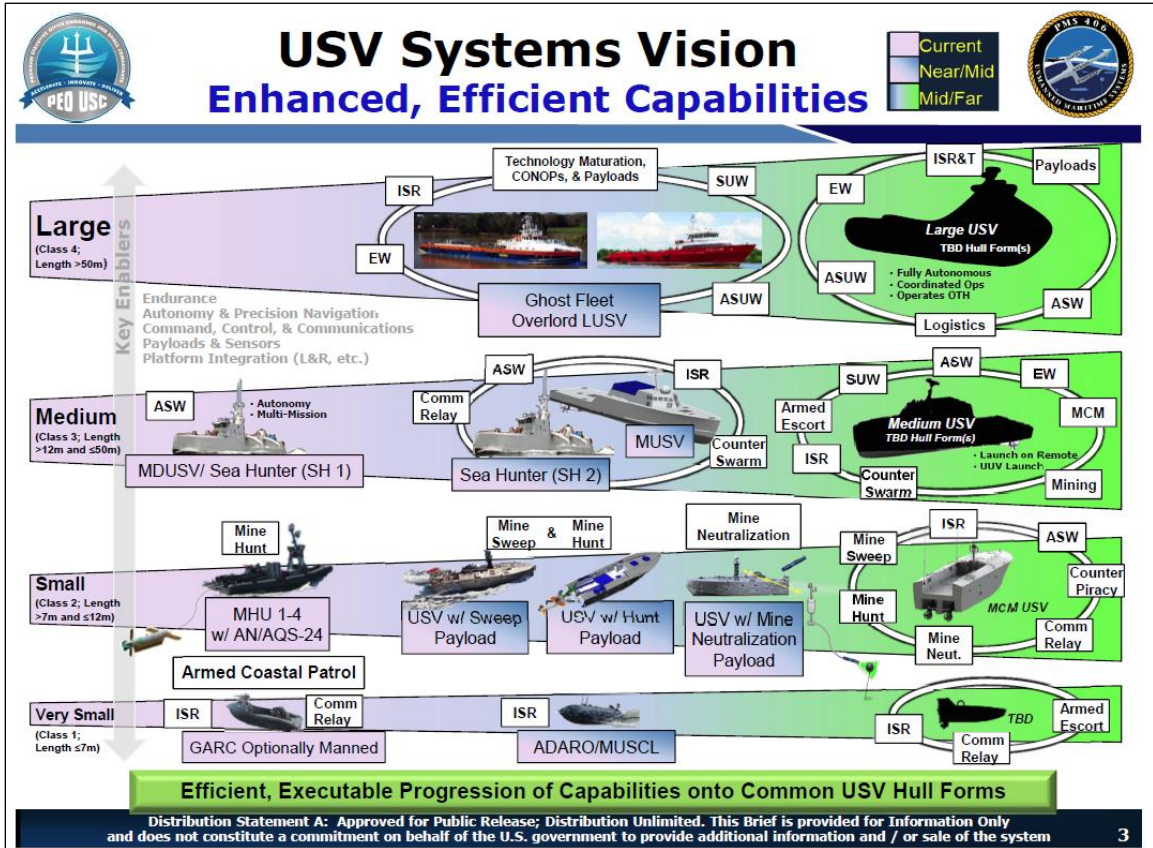 USV Systems Vision
Enhanced, Efficient Capabilities
Current
Near/Mid
Mid/Far
ACCELERATE • INNOVATE • DELIVER
PEO USC
PMS 406
UNMANNED MARITIME SYSTEMS
Key Enablers
Large
(Class 4;
Length >50m)
ISR
Technology Maturation,
CONOPs, & Payloads
SUW
EW
ASUW
Ghost Fleet
Overlord LUSV
ISR&T
Payloads
EW
Large USV
TBD Hull Form(s)
ASUW
• Fully Autonomous
• Coordinated Ops
• Operates OTH
ASW
Logistics
Endurance
Autonomy & Precision Navigation
Command, Control, & Communications
Payloads & Sensors
Platform Integration (L&R, etc.)
Medium
(Class 3; Length
>12m and ≤50m)
ASW
• Autonomy
• Multi-Mission
MDUSV/ Sea Hunter (SH 1)
ASW
ISR
Comm
Relay
MUSV
Counter
Swarm
Sea Hunter (SH 2)
ASW
SUW
EW
Armed
Escort
MCM
Medium USV
TBD Hull Form(s)
ISR
• Launch on Remote
• UUV Launch
Counter
Swarm
Mining
Small
(Class 2; Length
>7m and ≤12m)
Mine
Hunt
MHU 1-4
w/ AN/AQS-24
Mine
Sweep
&
Mine
Hunt
USV w/ Sweep
Payload
USV w/ Hunt
Payload
Mine
Neutralization
USV w/ Mine
Neutralization
Payload
ISR
Mine
Sweep
ASW
Counter
Piracy
Mine
Hunt
MCM USV
Comm
Relay
Mine
Neut.
Armed Coastal Patrol
Very Small
(Class 1;
Length ≤7m)
ISR
Comm
Relay
GARC Optionally Manned
ISR
ADARO/MUSCL
ISR
TBD
Armed
Escort
Comm
Relay
Efficient, Executable Progression of Capabilities onto Common USV Hull Forms
Distribution Statement A: Approved for Public Release; Distribution Unlimited. This Brief is provided for Information Only
and does not constitute a commitment on behalf of the U.S. government to provide additional information and / or sale of the system
3